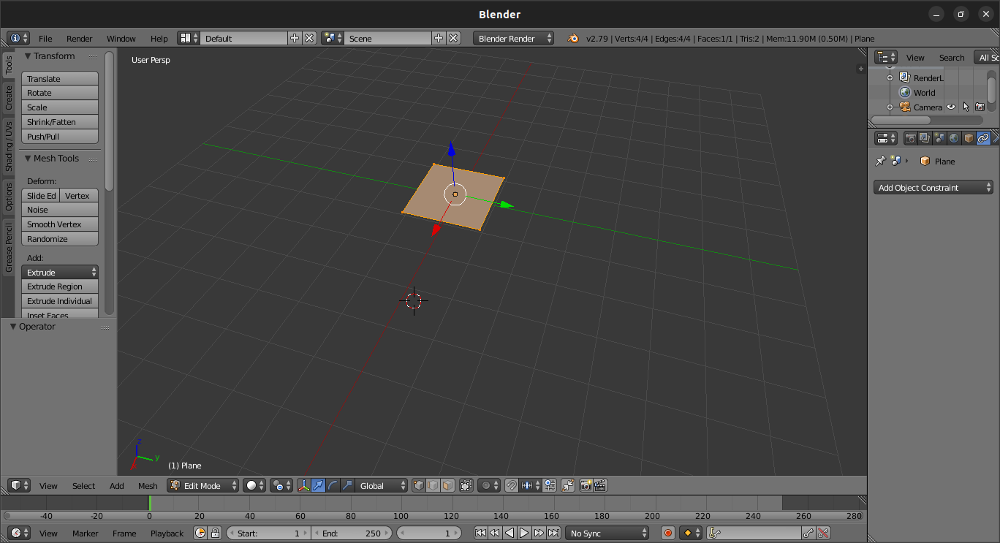 Blender
File Render Window Help Default Scene Blender Render v2.79 | Verts:4/4 | Edges:4/4 | Faces:1/1 | Tris:2 | Mem:11.90M (0.50M) | Plane
Tools
Create
Shading / UVs
Options
Grease Pencil
Transform
Translate
Rotate
Scale
Shrink/Fatten
Push/Pull
Mesh Tools
Deform:
Slide Ed Vertex
Noise
Smooth Vertex
Randomize
Add:
Extrude
Extrude Region
Extrude Individual
Inset Faces
Operator
User Persp
z
y
(1) Plane
View Search All Sc
RenderL
World
Camera
Plane
Add Object Constraint
View Select Add Mesh Edit Mode Global
-40 -20 0 20 40 60 80 100 120 140 160 180 200 220 240 260 280
View Marker Frame Playback Start: 1 End: 250 1 No Sync